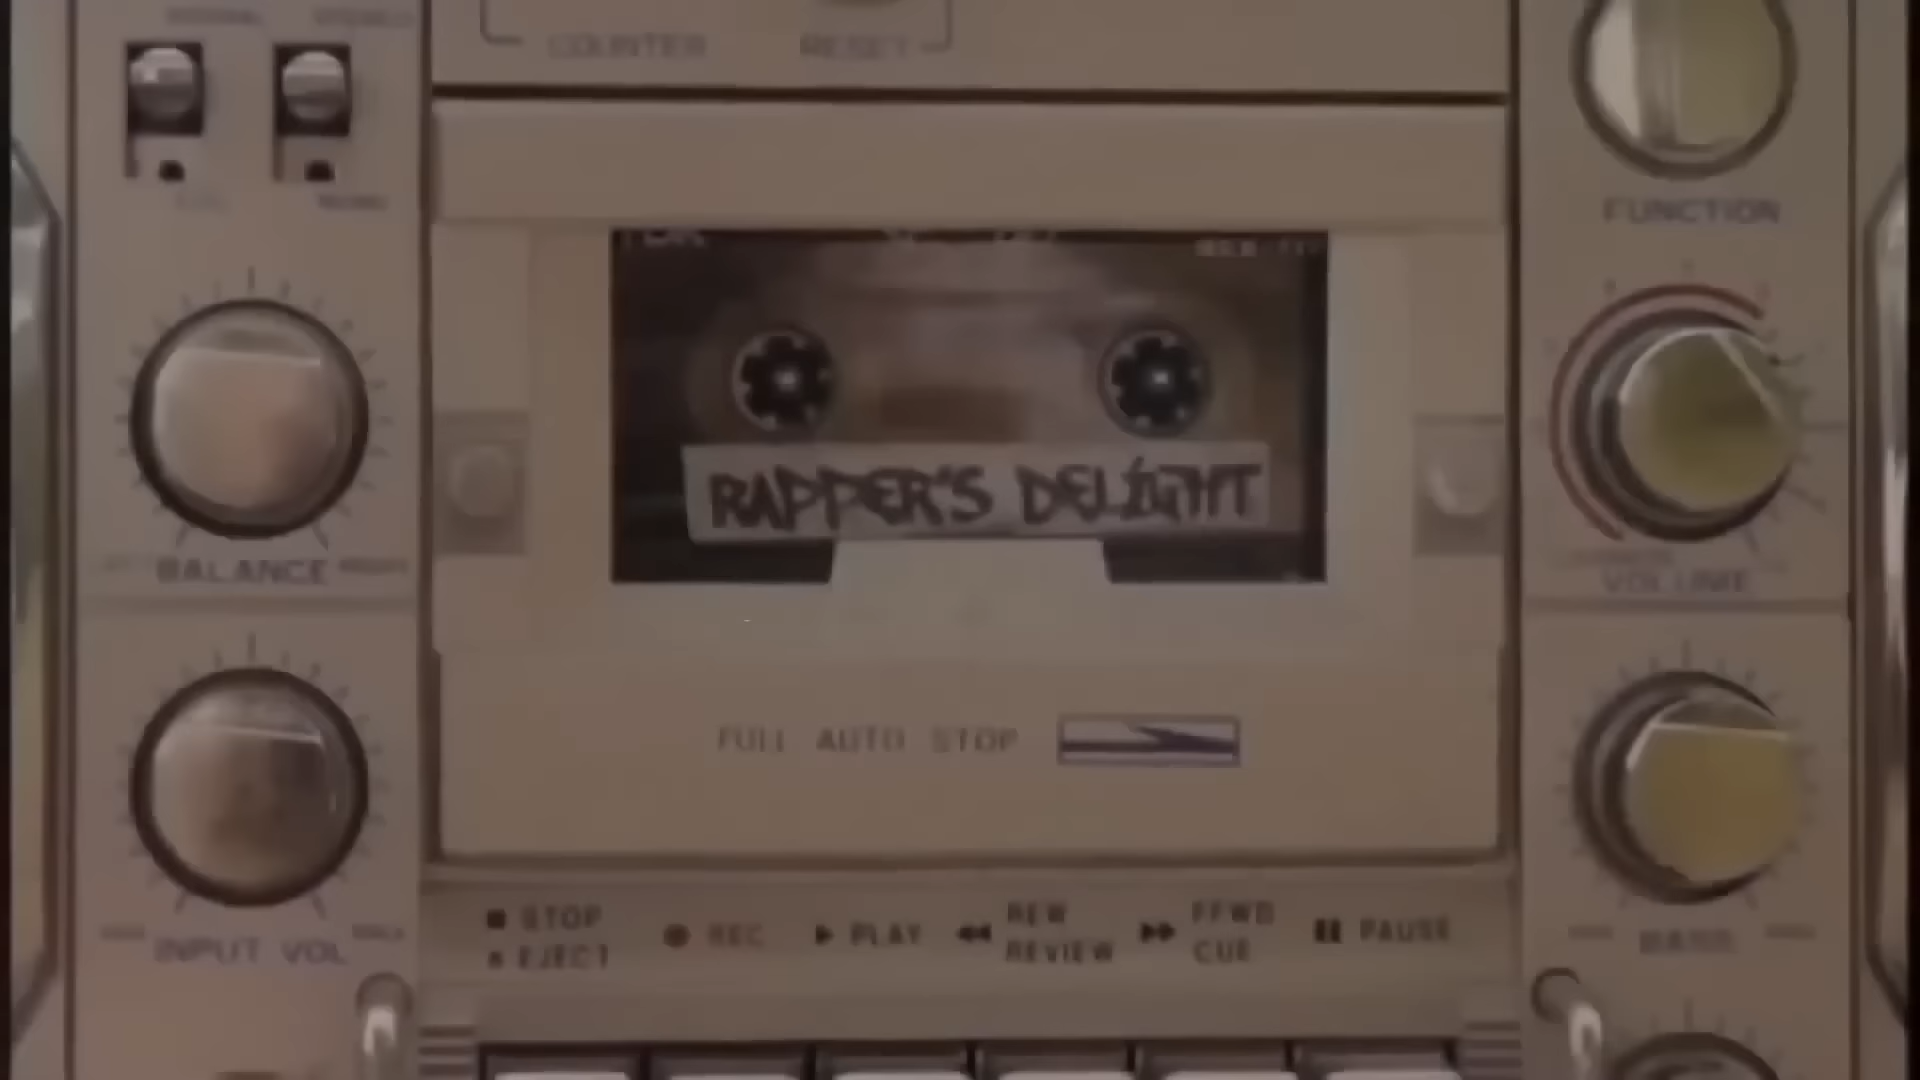 COUNTER RESET
FUNCTION
RAPPER'S DELIGHT
BALANCE
VOLUME
FULL AUTO STOP
STOP
EJECT
REC
PLAY
REW
REVIEW
FFWD
CUE
PAUSE
INPUT VOL
BASS